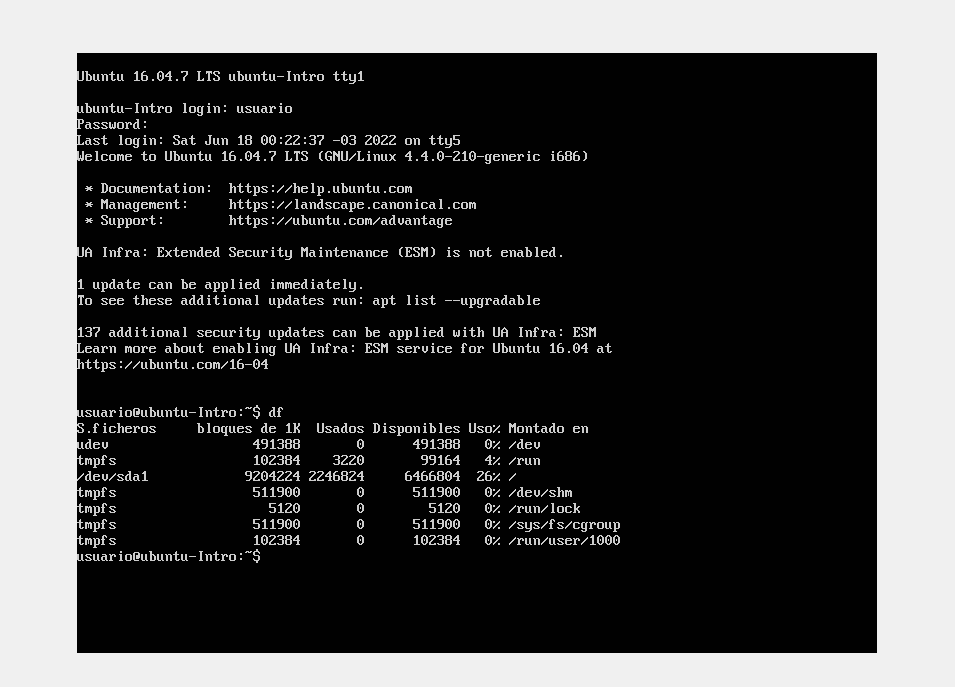 Ubuntu 16.04.7 LTS ubuntu-Intro tty1
ubuntu-Intro login: usuario
Password:
Last login: Sat Jun 18 00:22:37 -03 2022 on tty5
Welcome to Ubuntu 16.04.7 LTS (GNU/Linux 4.4.0-210-generic i686)
* Documentation:  https://help.ubuntu.com
* Management:     https://landscape.canonical.com
* Support:        https://ubuntu.com/advantage
UA Infra: Extended Security Maintenance (ESM) is not enabled.
1 update can be applied immediately.
To see these additional updates run: apt list --upgradable
137 additional security updates can be applied with UA Infra: ESM
Learn more about enabling UA Infra: ESM service for Ubuntu 16.04 at
https://ubuntu.com/16-04
usuario@ubuntu-Intro:~$ df
S.ficheros     bloques de 1K  Usados Disponibles Uso% Montado en
udev                  491388       0      491388   0% /dev
tmpfs                 102384    3220       99164   4% /run
/dev/sda1            9204224 2246824     6466804  26% /
tmpfs                 511900       0      511900   0% /dev/shm
tmpfs                   5120       0        5120   0% /run/lock
tmpfs                 511900       0      511900   0% /sys/fs/cgroup
tmpfs                 102384       0      102384   0% /run/user/1000
usuario@ubuntu-Intro:~$